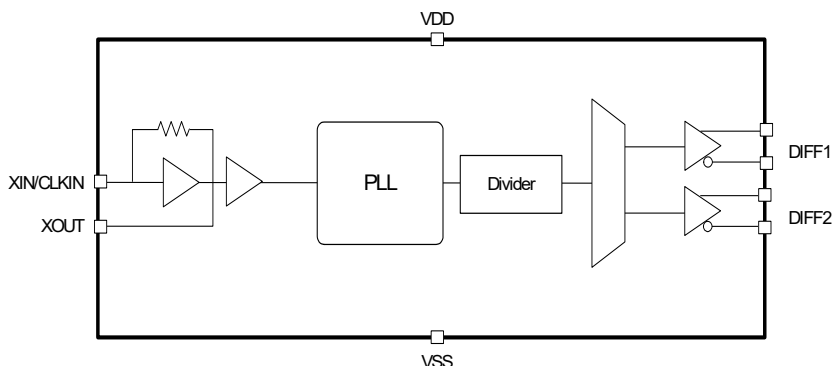 VDD
XIN/CLKIN
XOUT
PLL
Divider
DIFF1
DIFF2
VSS